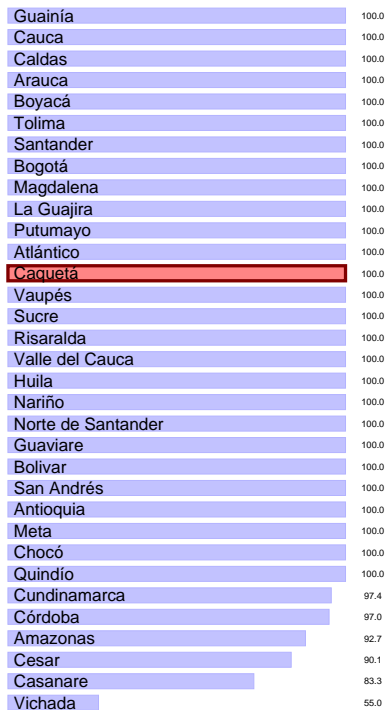 Guainía 100.0
Cauca 100.0
Caldas 100.0
Arauca 100.0
Boyacá 100.0
Tolima 100.0
Santander 100.0
Bogotá 100.0
Magdalena 100.0
La Guajira 100.0
Putumayo 100.0
Atlántico 100.0
Caquetá 100.0
Vaupés 100.0
Sucre 100.0
Risaralda 100.0
Valle del Cauca 100.0
Huila 100.0
Nariño 100.0
Norte de Santander 100.0
Guaviare 100.0
Bolivar 100.0
San Andrés 100.0
Antioquia 100.0
Meta 100.0
Chocó 100.0
Quindío 100.0
Cundinamarca 97.4
Córdoba 97.0
Amazonas 92.7
Cesar 90.1
Casanare 83.3
Vichada 55.0